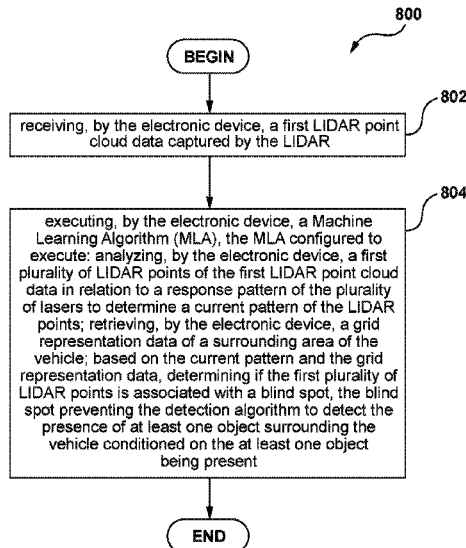 800
BEGIN
802
receiving, by the electronic device, a first LIDAR point
cloud data captured by the LIDAR
804
executing, by the electronic device, a Machine
Learning Algorithm (MLA), the MLA configured to
execute: analyzing, by the electronic device, a first
plurality of LIDAR points of the first LIDAR point cloud
data in relation to a response pattern of the plurality
of lasers to determine a current pattern of the LIDAR
points; retrieving, by the electronic device, a grid
representation data of a surrounding area of the
vehicle; based on the current pattern and the grid
representation data, determining if the first plurality of
LIDAR points is associated with a blind spot, the blind
spot preventing the detection algorithm to detect the
presence of at least one object surrounding the
vehicle conditioned on the at least one object
being present
END